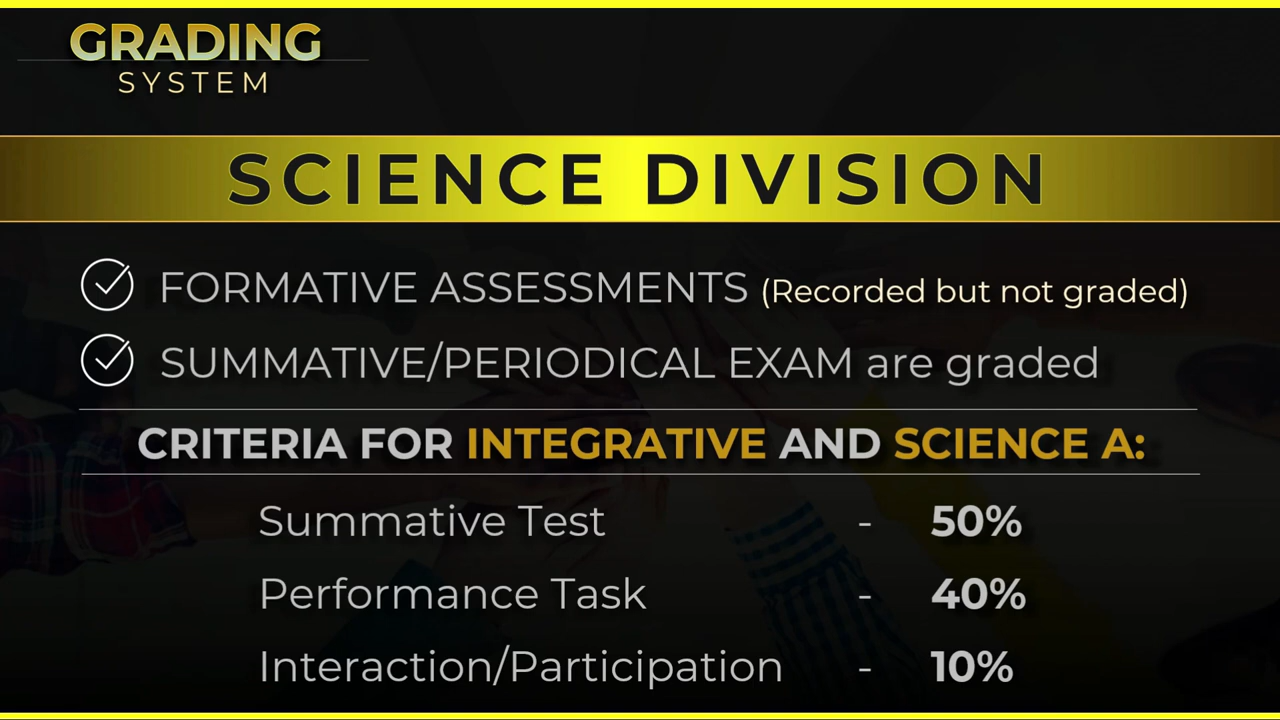 GRADING
SYSTEM
SCIENCE DIVISION
FORMATIVE ASSESSMENTS (Recorded but not graded)
SUMMATIVE/PERIODICAL EXAM are graded
CRITERIA FOR INTEGRATIVE AND SCIENCE A:
Summative Test - 50%
Performance Task - 40%
Interaction/Participation - 10%